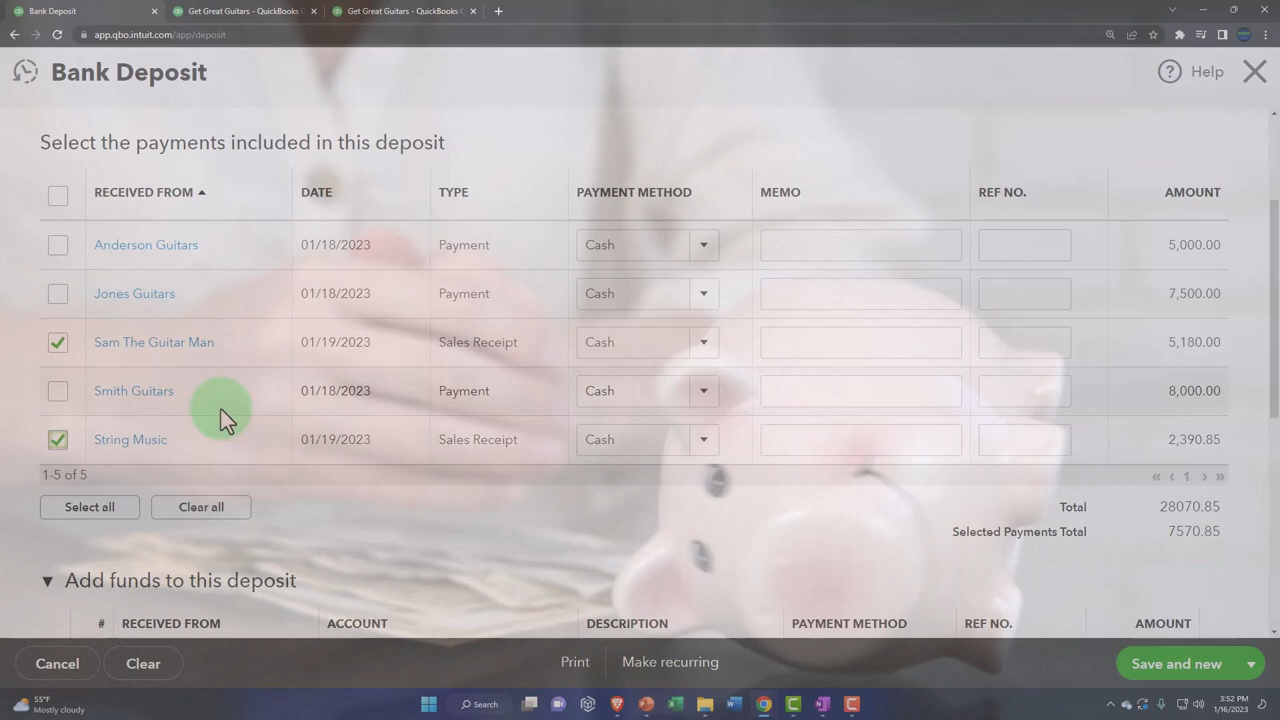 Bank Deposit
Get Great Guitars - QuickBooks
Get Great Guitars - QuickBooks
app.qbo.intuit.com/app/deposit
Bank Deposit
Help
Select the payments included in this deposit
RECEIVED FROM DATE TYPE PAYMENT METHOD MEMO REF NO. AMOUNT
Anderson Guitars 01/18/2023 Payment Cash 5,000.00
Jones Guitars 01/18/2023 Payment Cash 7,500.00
Sam The Guitar Man 01/19/2023 Sales Receipt Cash 5,180.00
Smith Guitars 01/18/2023 Payment Cash 8,000.00
String Music 01/19/2023 Sales Receipt Cash 2,390.85
1-5 of 5 « ‹ 1 › »
Select all Clear all
Total 28070.85
Selected Payments Total 7570.85
Add funds to this deposit
# RECEIVED FROM ACCOUNT DESCRIPTION PAYMENT METHOD REF NO. AMOUNT
Cancel Clear Print Make recurring Save and new
55°F
Mostly cloudy
Search
3:52 PM
1/16/2023